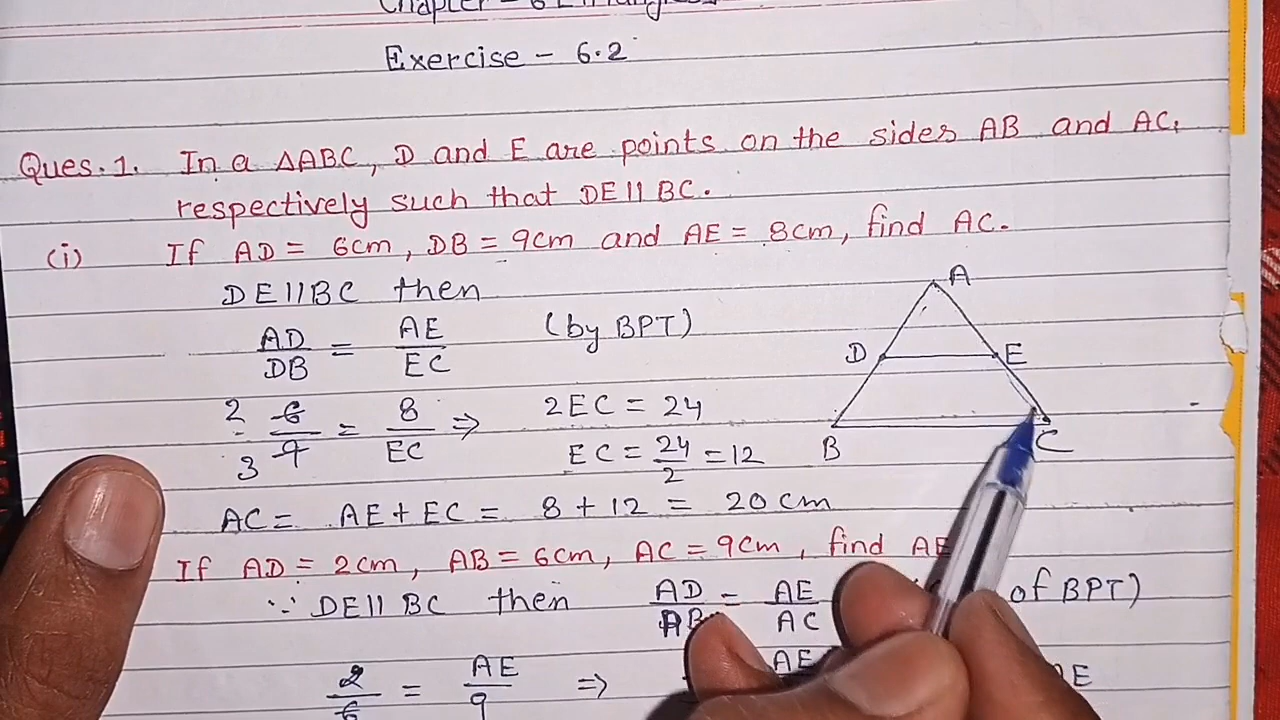 Chapter - 6 Triangles
Exercise - 6.2
Ques. 1. In a ΔABC, D and E are points on the sides AB and AC,
respectively such that DE || BC.
(i) If AD = 6cm, DB = 9cm and AE = 8cm, find AC.
DE || BC then
AD/DB = AE/EC (by BPT)
2/3 6/9 = 8/EC ⇒ 2EC = 24
EC = 24/2 = 12
AC = AE + EC = 8 + 12 = 20 cm
A
D E
B C
If AD = 2cm, AB = 6cm, AC = 9cm, find AE
∵ DE || BC then AD/AB = AE/AC of BPT)
2/6 = AE/9 ⇒ AE